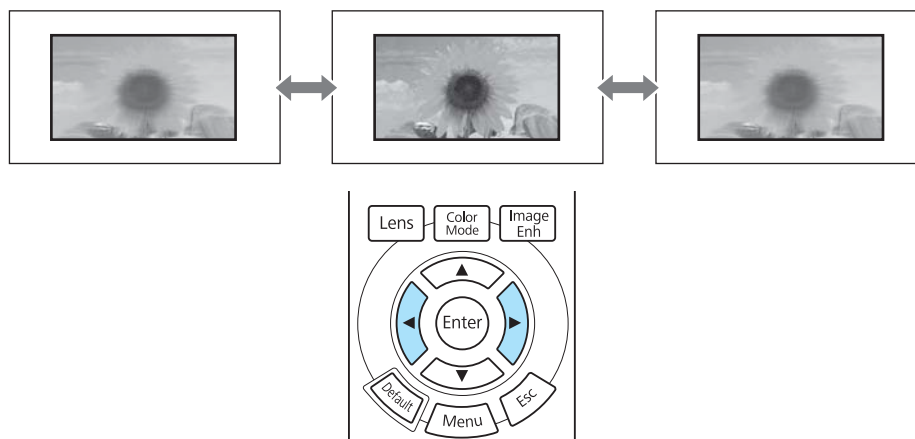 Lens
Color
Mode
Image
Enh
Enter
Default
Menu
Esc